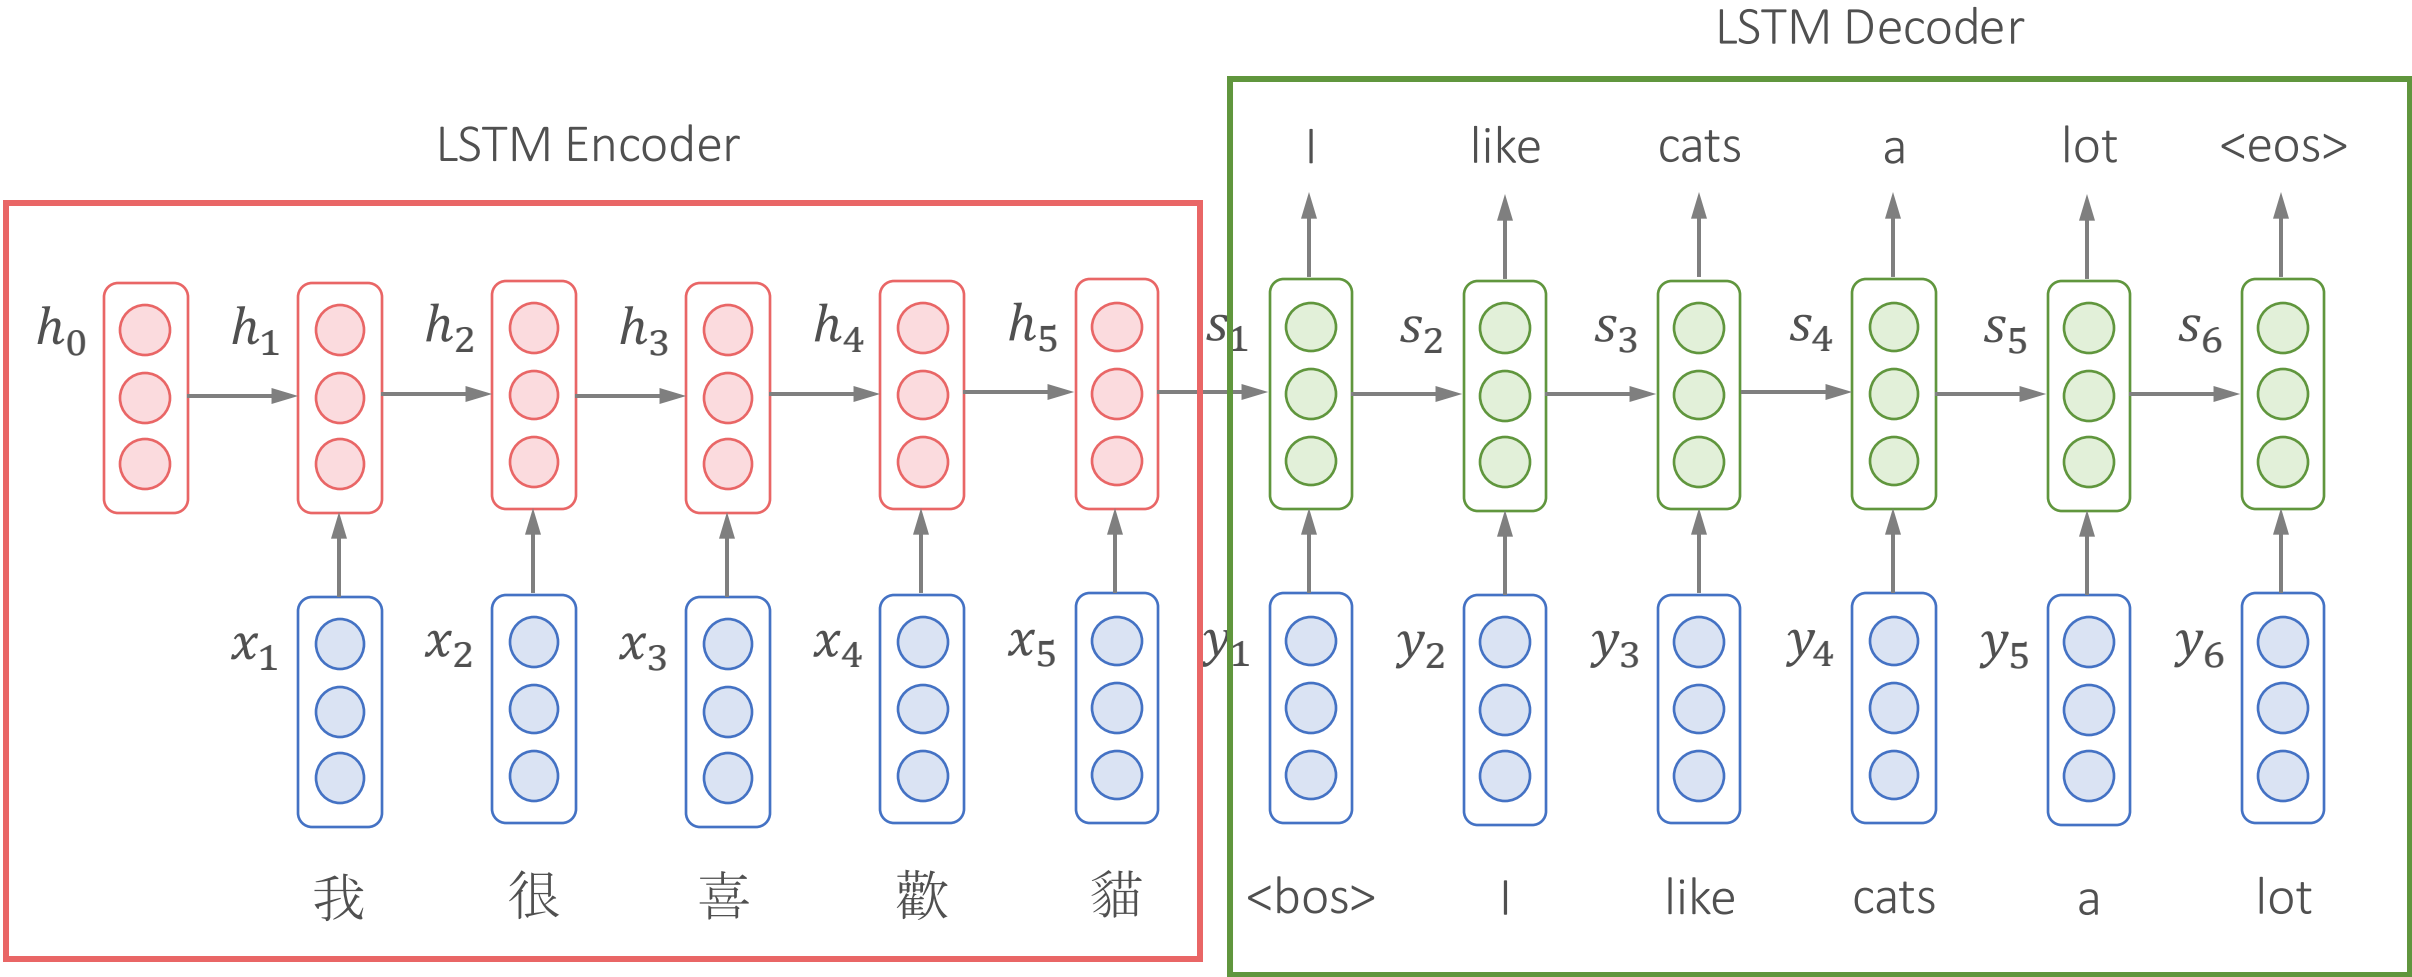 LSTM Decoder
LSTM Encoder
I like cats a lot <eos>
h0 h1 h2 h3 h4 h5 s1 s2 s3 s4 s5 s6
x1 x2 x3 x4 x5 y1 y2 y3 y4 y5 y6
我 很 喜 歡 貓 <bos> I like cats a lot